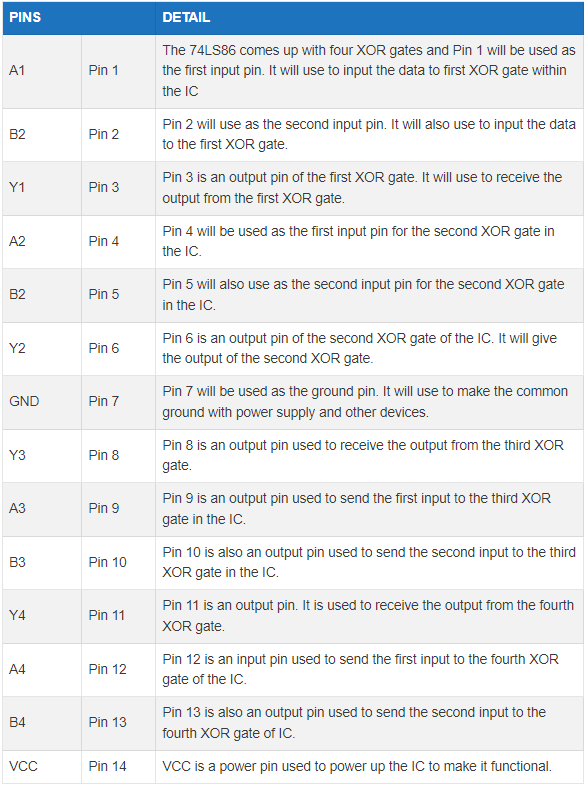 PINS DETAIL
A1 Pin 1 The 74LS86 comes up with four XOR gates and Pin 1 will be used as
the first input pin. It will use to input the data to first XOR gate within
the IC
B2 Pin 2 Pin 2 will use as the second input pin. It will also use to input the data
to the first XOR gate.
Y1 Pin 3 Pin 3 is an output pin of the first XOR gate. It will use to receive the
output from the first XOR gate.
A2 Pin 4 Pin 4 will be used as the first input pin for the second XOR gate in
the IC.
B2 Pin 5 Pin 5 will also use as the second input pin for the second XOR gate
in the IC.
Y2 Pin 6 Pin 6 is an output pin of the second XOR gate of the IC. It will give
the output of the second XOR gate.
GND Pin 7 Pin 7 will be used as the ground pin. It will use to make the common
ground with power supply and other devices.
Y3 Pin 8 Pin 8 is an output pin used to receive the output from the third XOR
gate.
A3 Pin 9 Pin 9 is an output pin used to send the first input to the third XOR
gate in the IC.
B3 Pin 10 Pin 10 is also an output pin used to send the second input to the third
XOR gate in the IC.
Y4 Pin 11 Pin 11 is an output pin. It is used to receive the output from the fourth
XOR gate.
A4 Pin 12 Pin 12 is an input pin used to send the first input to the fourth XOR
gate of the IC.
B4 Pin 13 Pin 13 is also an output pin used to send the second input to the
fourth XOR gate of IC.
VCC Pin 14 VCC is a power pin used to power up the IC to make it functional.